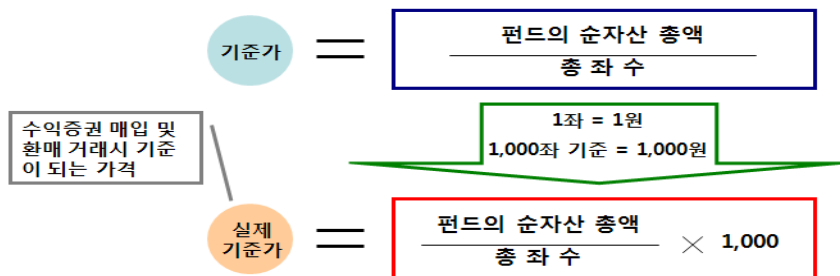 기준가
=
펀드의 순자산 총액
총 좌 수
수익증권 매입 및
환매 거래시 기준
이 되는 가격
1좌 = 1원
1,000좌 기준 = 1,000원
실제
기준가
=
펀드의 순자산 총액
총 좌 수
× 1,000